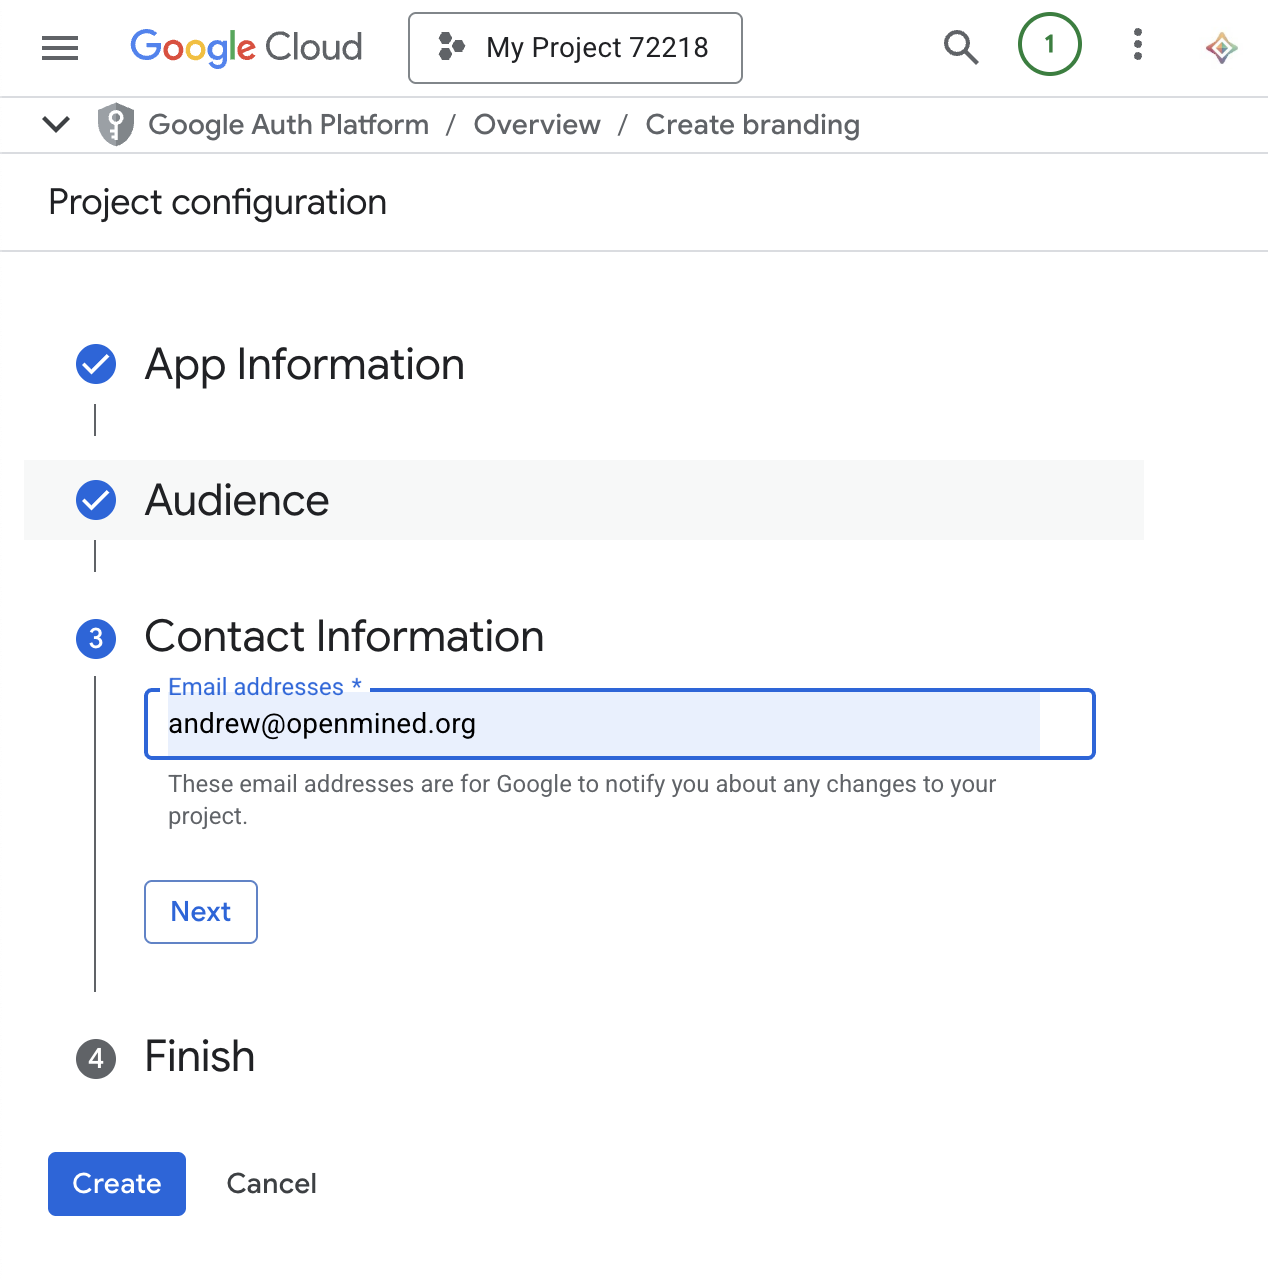 Google Cloud
My Project 72218
1
Google Auth Platform / Overview / Create branding
Project configuration
App Information
Audience
3 Contact Information
Email addresses *
andrew@openmined.org
These email addresses are for Google to notify you about any changes to your
project.
Next
4 Finish
Create Cancel